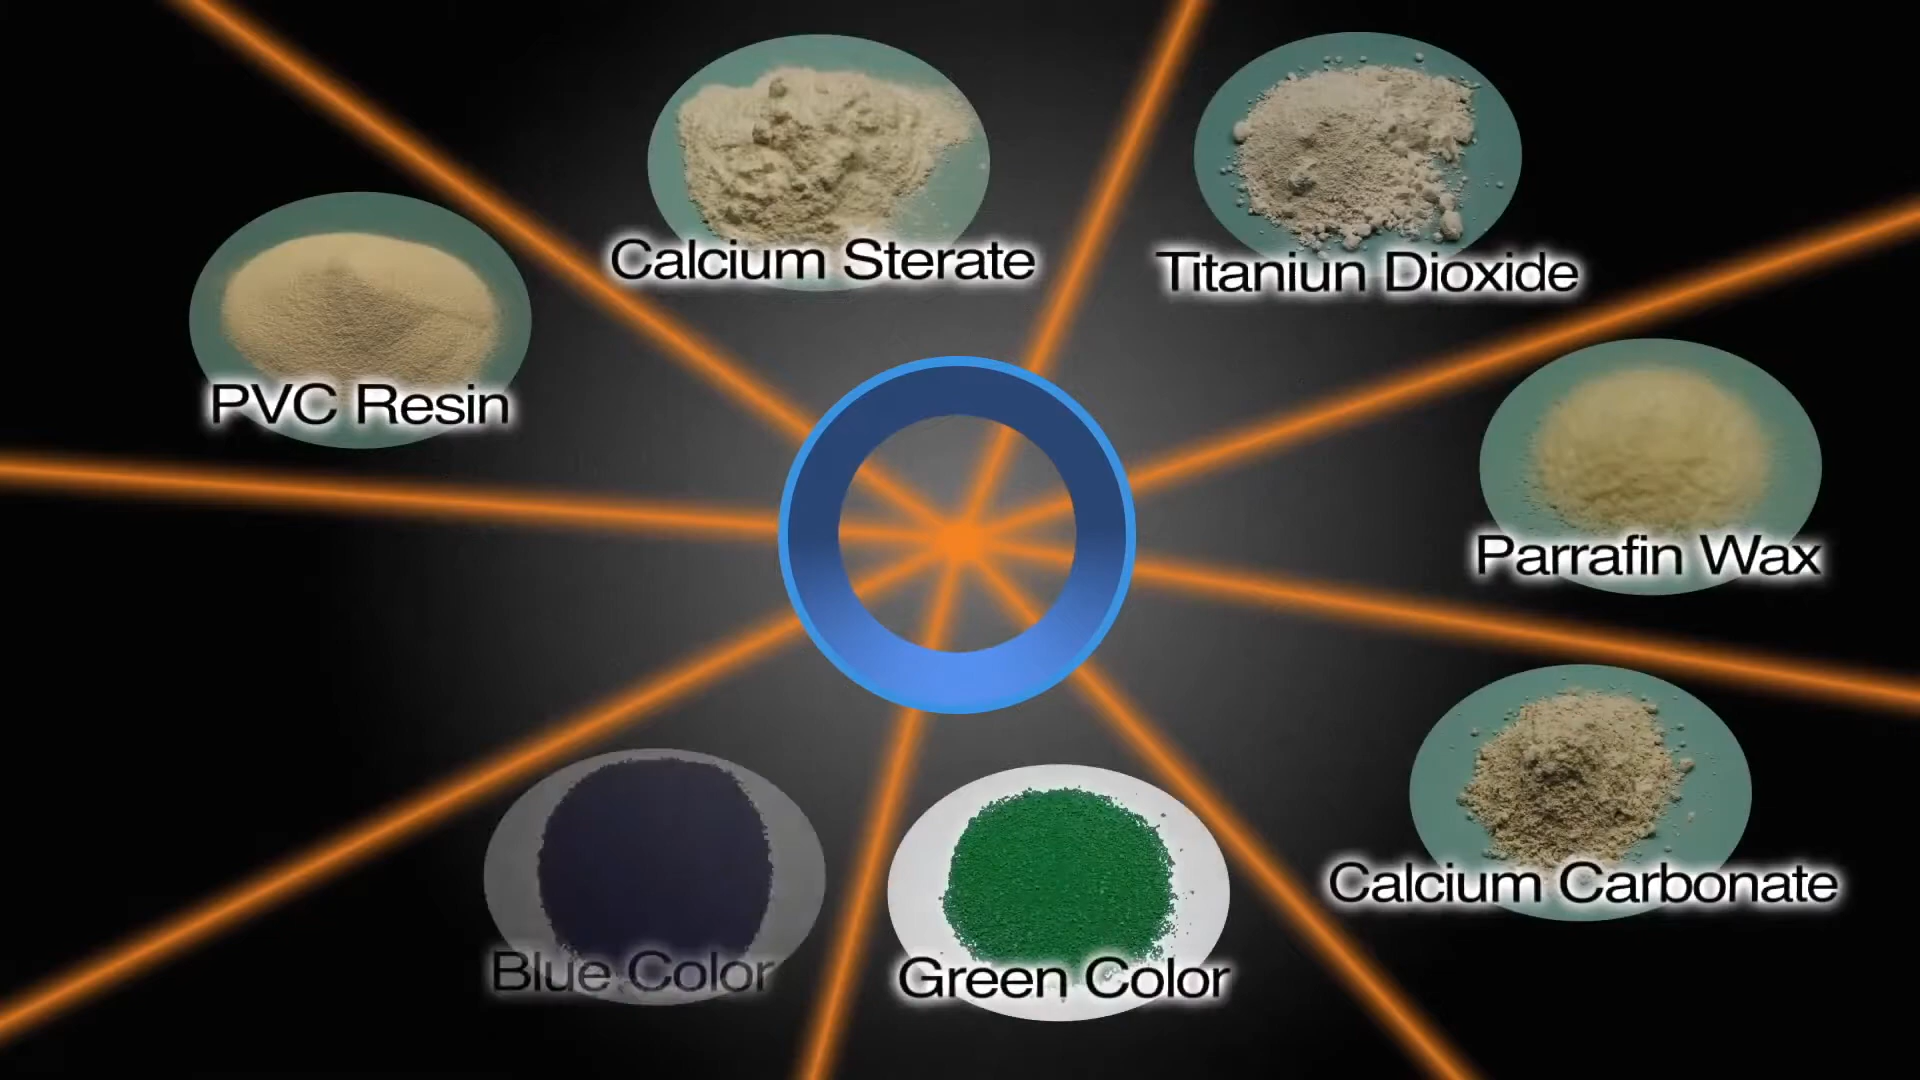 Calcium Sterate
Titaniun Dioxide
PVC Resin
Parrafin Wax
Calcium Carbonate
Blue Color
Green Color